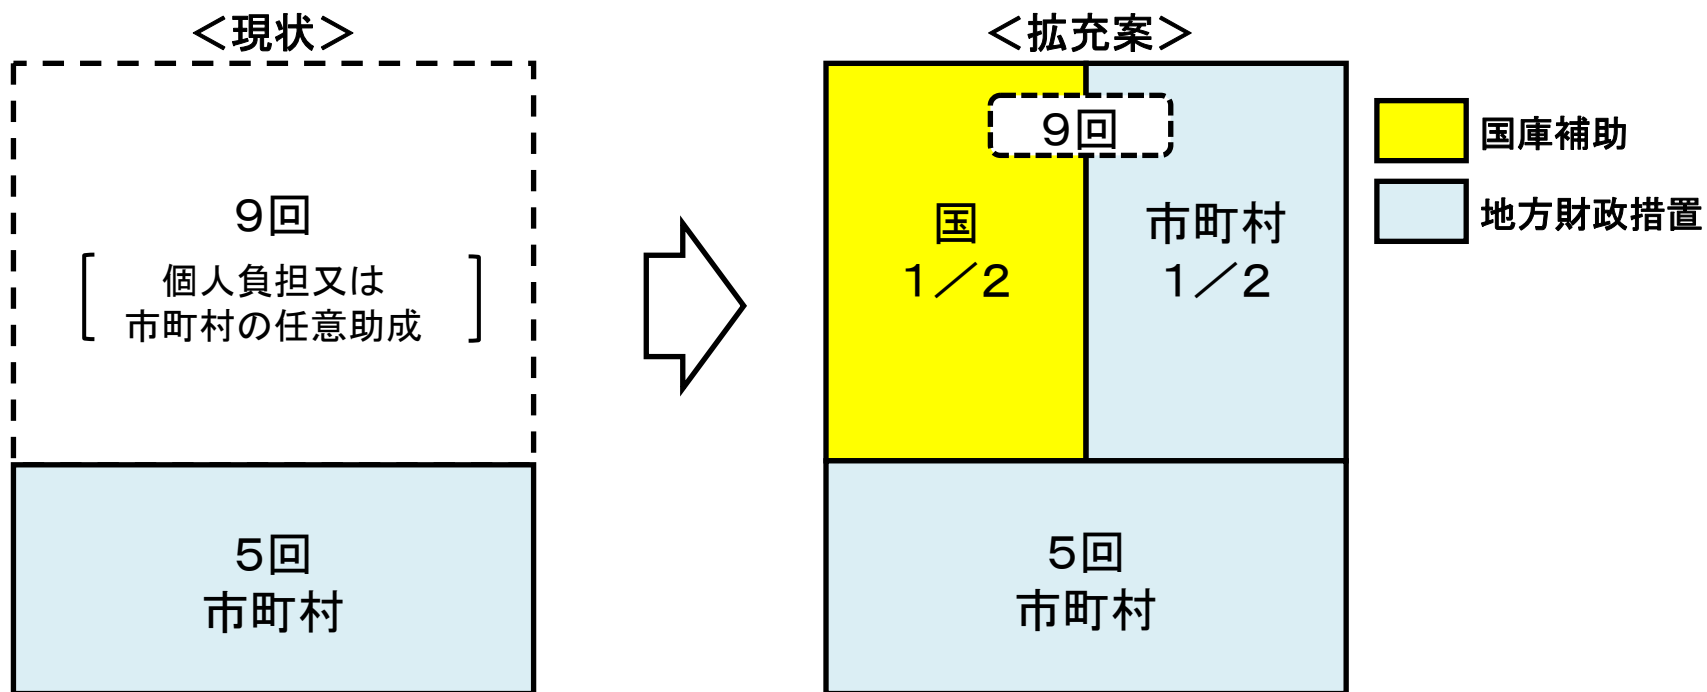 ＜現状＞
９回
個人負担又は
市町村の任意助成
５回
市町村
＜拡充案＞
９回
国
１／２
市町村
１／２
５回
市町村
国庫補助
地方財政措置